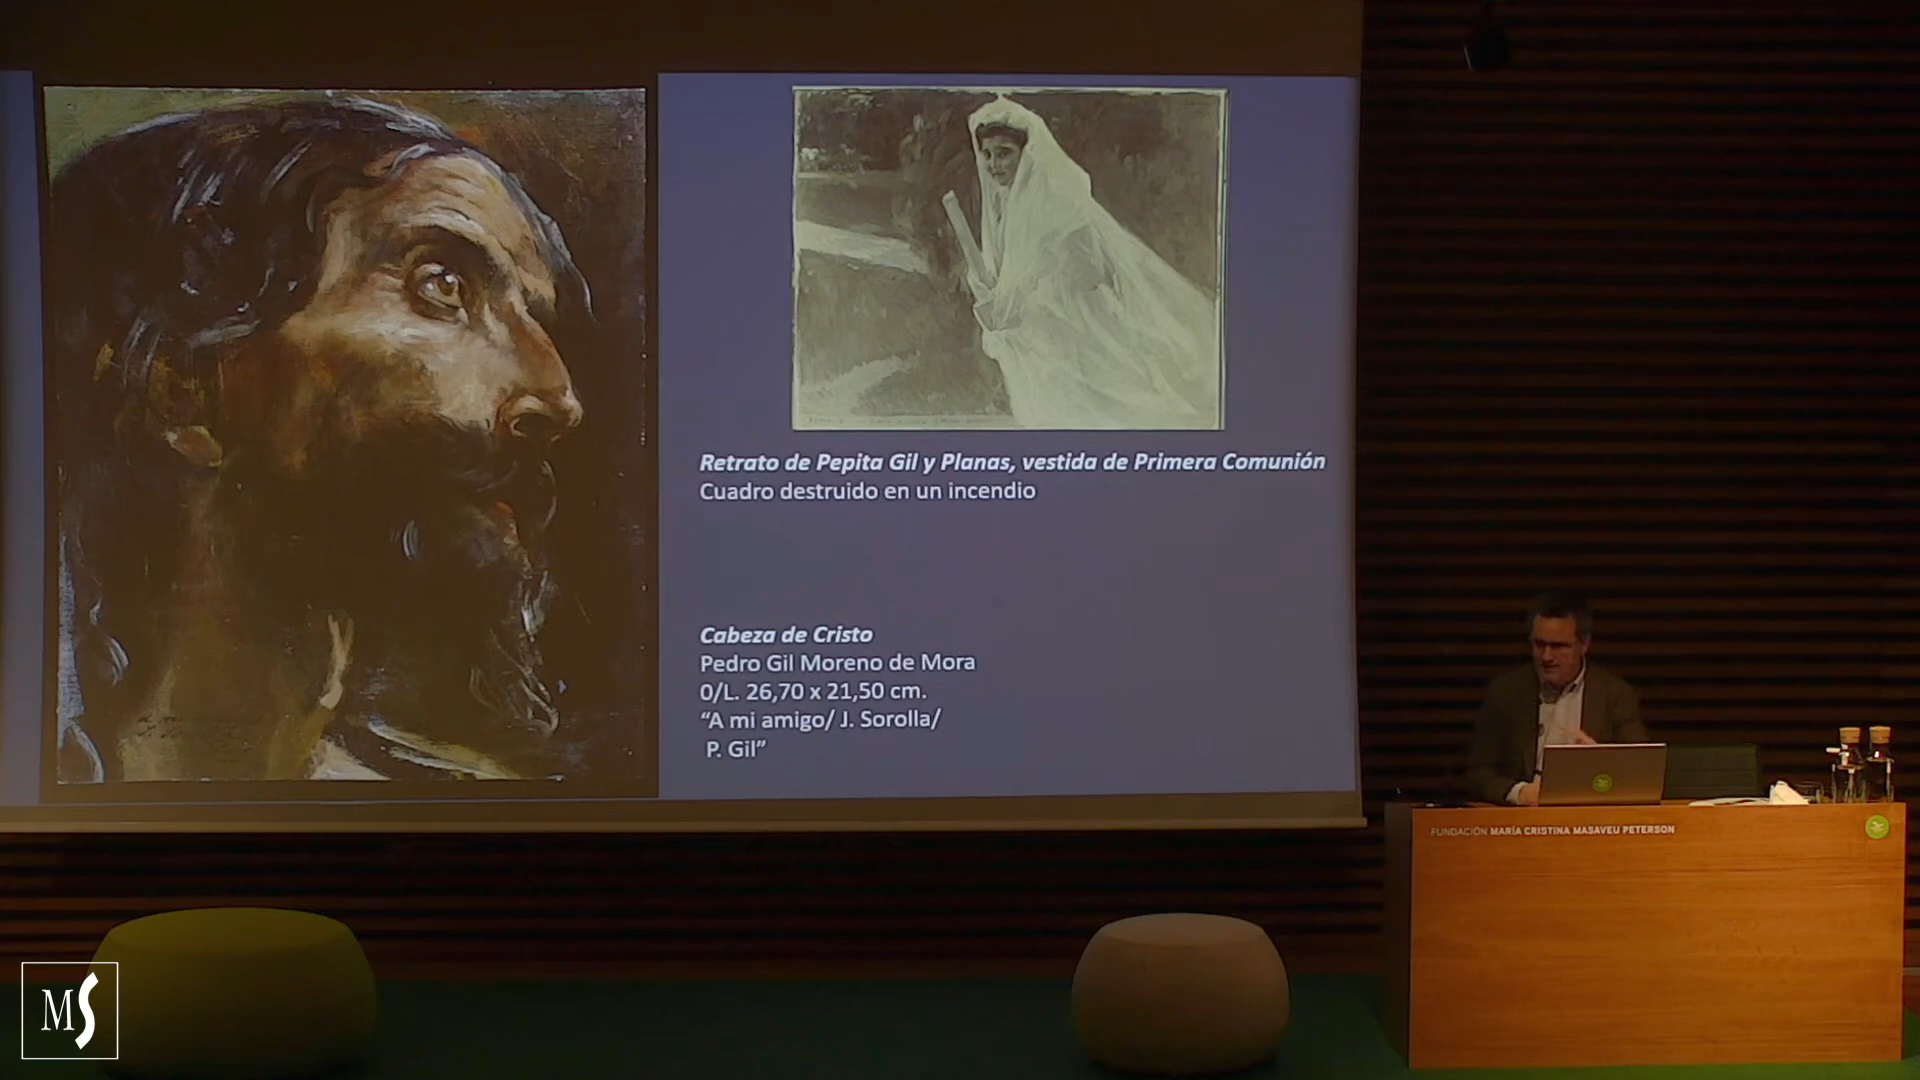 Retrato de Pepita Gil y Planas, vestida de Primera Comunión
Cuadro destruido en un incendio
Cabeza de Cristo
Pedro Gil Moreno de Mora
0/L. 26,70 x 21,50 cm.
“A mi amigo/ J. Sorolla/
P. Gil”
FUNDACIÓN MARÍA CRISTINA MASAVEU PETERSON
MS